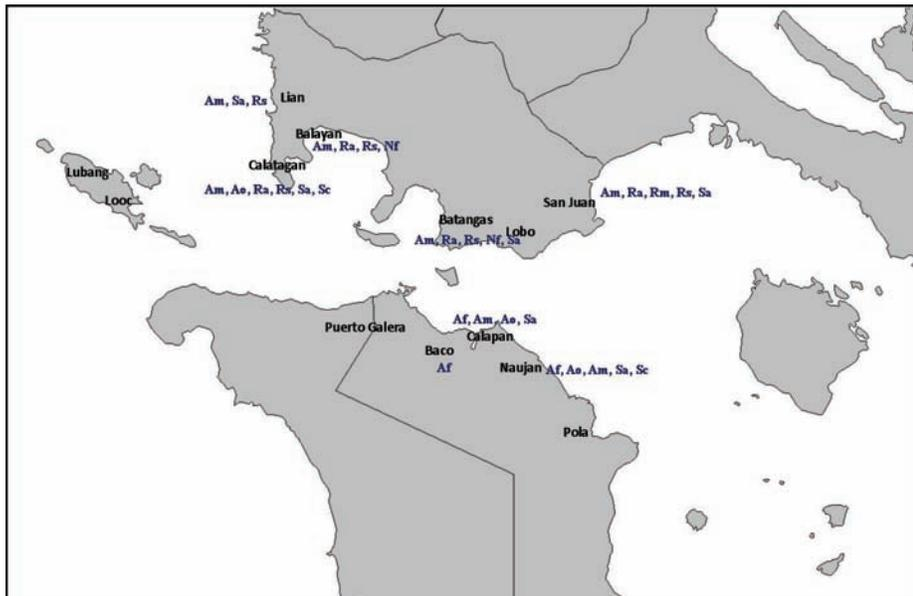 Am, Sa, Rs
Lian
Balayan
Am, Ra, Rs, Nf
Calatagan
Lubang
Am, Ao, Ra, Rs, Sa, Sc
Looc
San Juan
Am, Ra, Rm, Rs, Sa
Batangas
Lobo
Am, Ra, Rs, Nf, Sa
Af, Am, Ao, Sa
Puerto Galera
Calapan
Baco
Af
Naujan
Af, Ao, Am, Sa, Sc
Pola